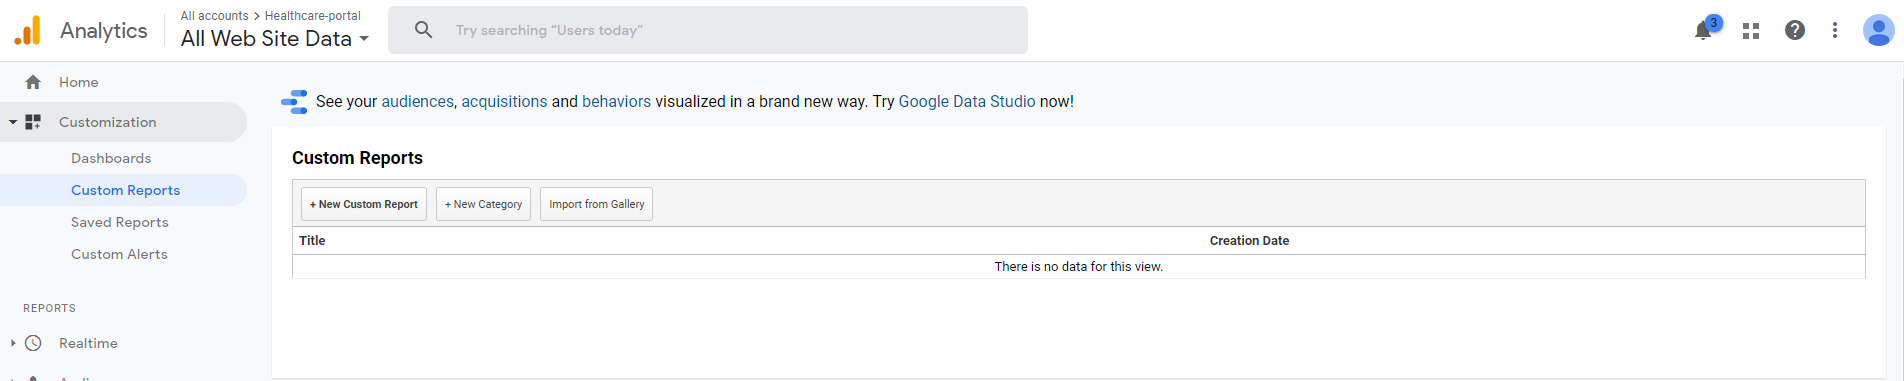 Analytics
All accounts > Healthcare-portal
All Web Site Data
Try searching “Users today”
3
Home
Customization
Dashboards
Custom Reports
Saved Reports
Custom Alerts
REPORTS
Realtime
See your audiences, acquisitions and behaviors visualized in a brand new way. Try Google Data Studio now!
Custom Reports
+ New Custom Report
+ New Category
Import from Gallery
Title
Creation Date
There is no data for this view.